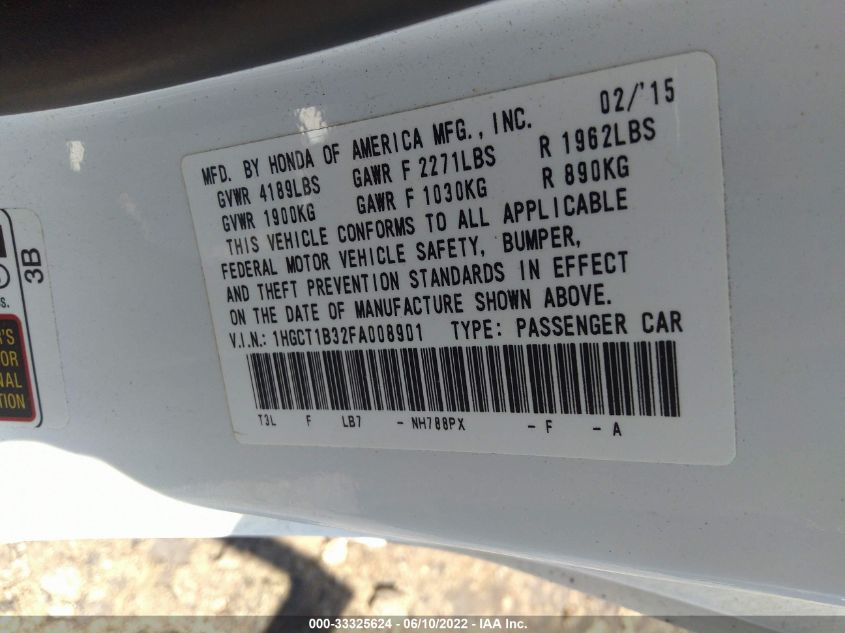 02/'15
MFD. BY HONDA OF AMERICA MFG., INC.
GVWR 4189LBS GAWR F 2271LBS R 1962LBS
GVWR 1900KG GAWR F 1030KG R 890KG
THIS VEHICLE CONFORMS TO ALL APPLICABLE
FEDERAL MOTOR VEHICLE SAFETY, BUMPER,
AND THEFT PREVENTION STANDARDS IN EFFECT
ON THE DATE OF MANUFACTURE SHOWN ABOVE.
V.I.N.: 1HGCT1B32FA008901 TYPE: PASSENGER CAR
T3L F LB7 - NH788PX - F - A
3B
000-33325624 - 06/10/2022 - IAA Inc.